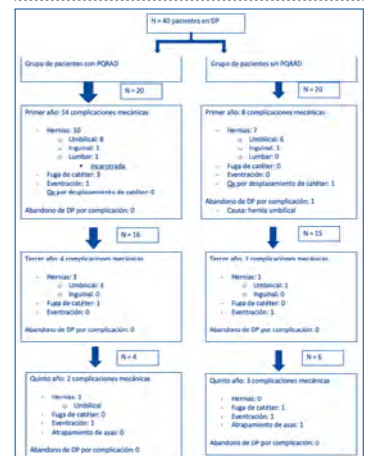 N = 40 pacientes en DP
Grupo de pacientes con PQRAD
Grupo de pacientes sin PQRAD
N = 20
N = 20
Primer año: 14 complicaciones mecánicas
- Hernias: 10
o Umbilical: 8
o Inguinal: 1
o Lumbar: 1
▪ Incarcerada
- Fuga de catéter: 3
- Eventración: 1
- Qx por desplazamiento de catéter: 0
Abandono de DP por complicación: 0
Primer año: 8 complicaciones mecánicas
- Hernias: 7
o Umbilical: 6
o Inguinal: 1
o Lumbar: 0
- Fuga de catéter: 0
- Eventración: 0
- Qx por desplazamiento de catéter: 1
Abandono de DP por complicación: 1
- Causa: hernia umbilical
N = 16
N = 15
Tercer año: 4 complicaciones mecánicas
- Hernias: 3
o Umbilical: 3
o Inguinal: 0
- Fuga de catéter: 1
- Eventración: 0
Abandono de DP por complicación: 0
Tercer año: complicaciones mecánicas
- Hernias: 1
o Umbilical: 1
o Inguinal: 0
- Fuga de catéter: 0
- Eventración: 1
Abandono de DP por complicación: 0
N = 4
N = 6
Quinto año: 2 complicaciones mecánicas
- Hernias: 1
o Umbilical
- Fuga de catéter: 0
- Eventración: 1
- Atrapamiento de asas: 0
Abandono de DP por complicación: 0
Quinto año: 3 complicaciones mecánicas
- Hernias: 0
- Fuga de catéter: 1
- Eventración: 1
- Atrapamiento de asas: 1
Abandono de DP por complicación: 0